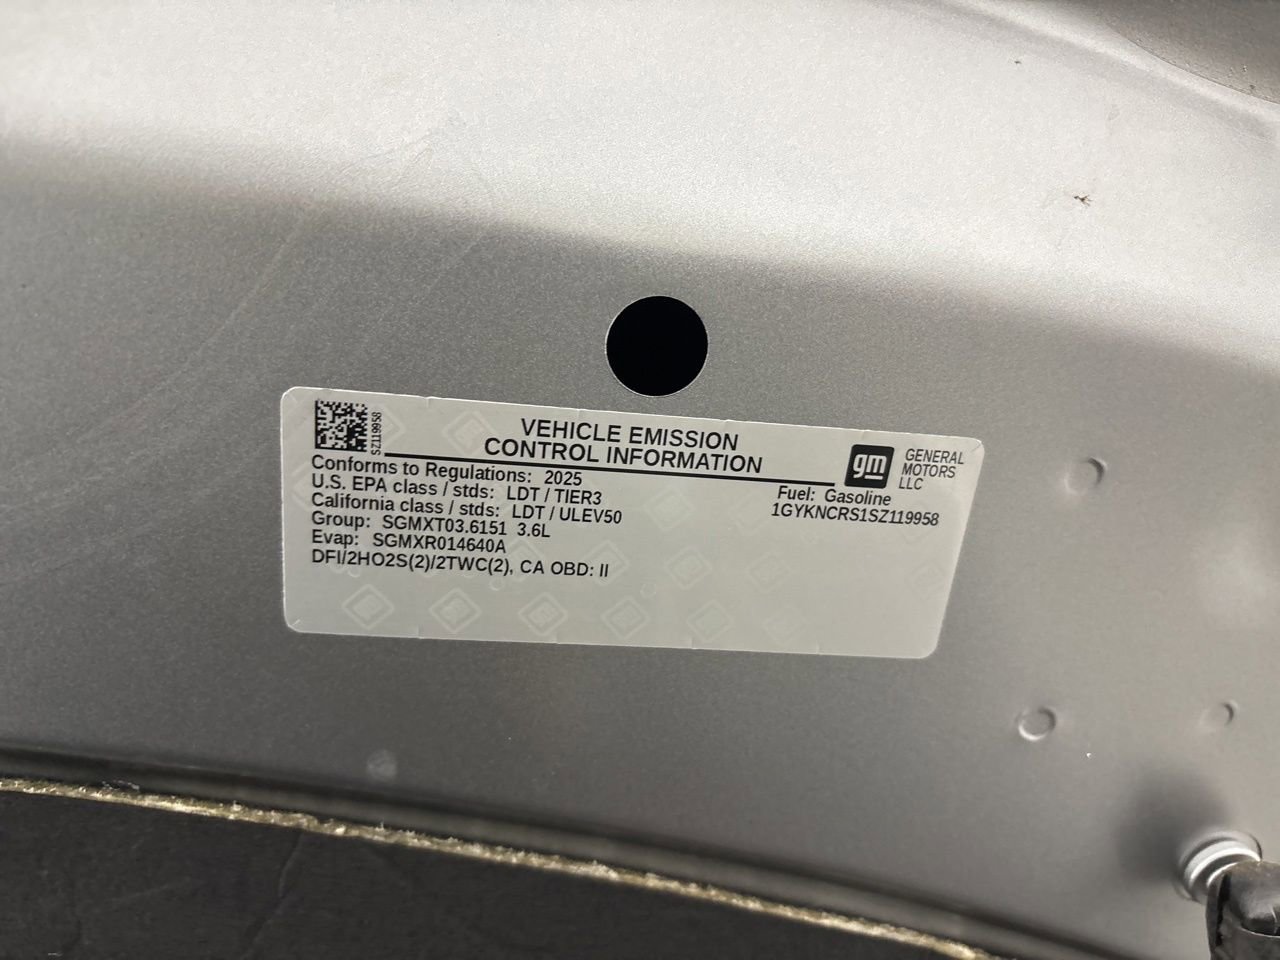 SZ119958
VEHICLE EMISSION
CONTROL INFORMATION
gm
GENERAL
MOTORS
LLC
Conforms to Regulations: 2025
U.S. EPA class / stds: LDT / TIER3
California class / stds: LDT / ULEV50
Group: SGMXT03.6151 3.6L
Evap: SGMXR014640A
DFI/2HO2S(2)/2TWC(2), CA OBD: II
Fuel: Gasoline
1GYKNCRS1SZ119958